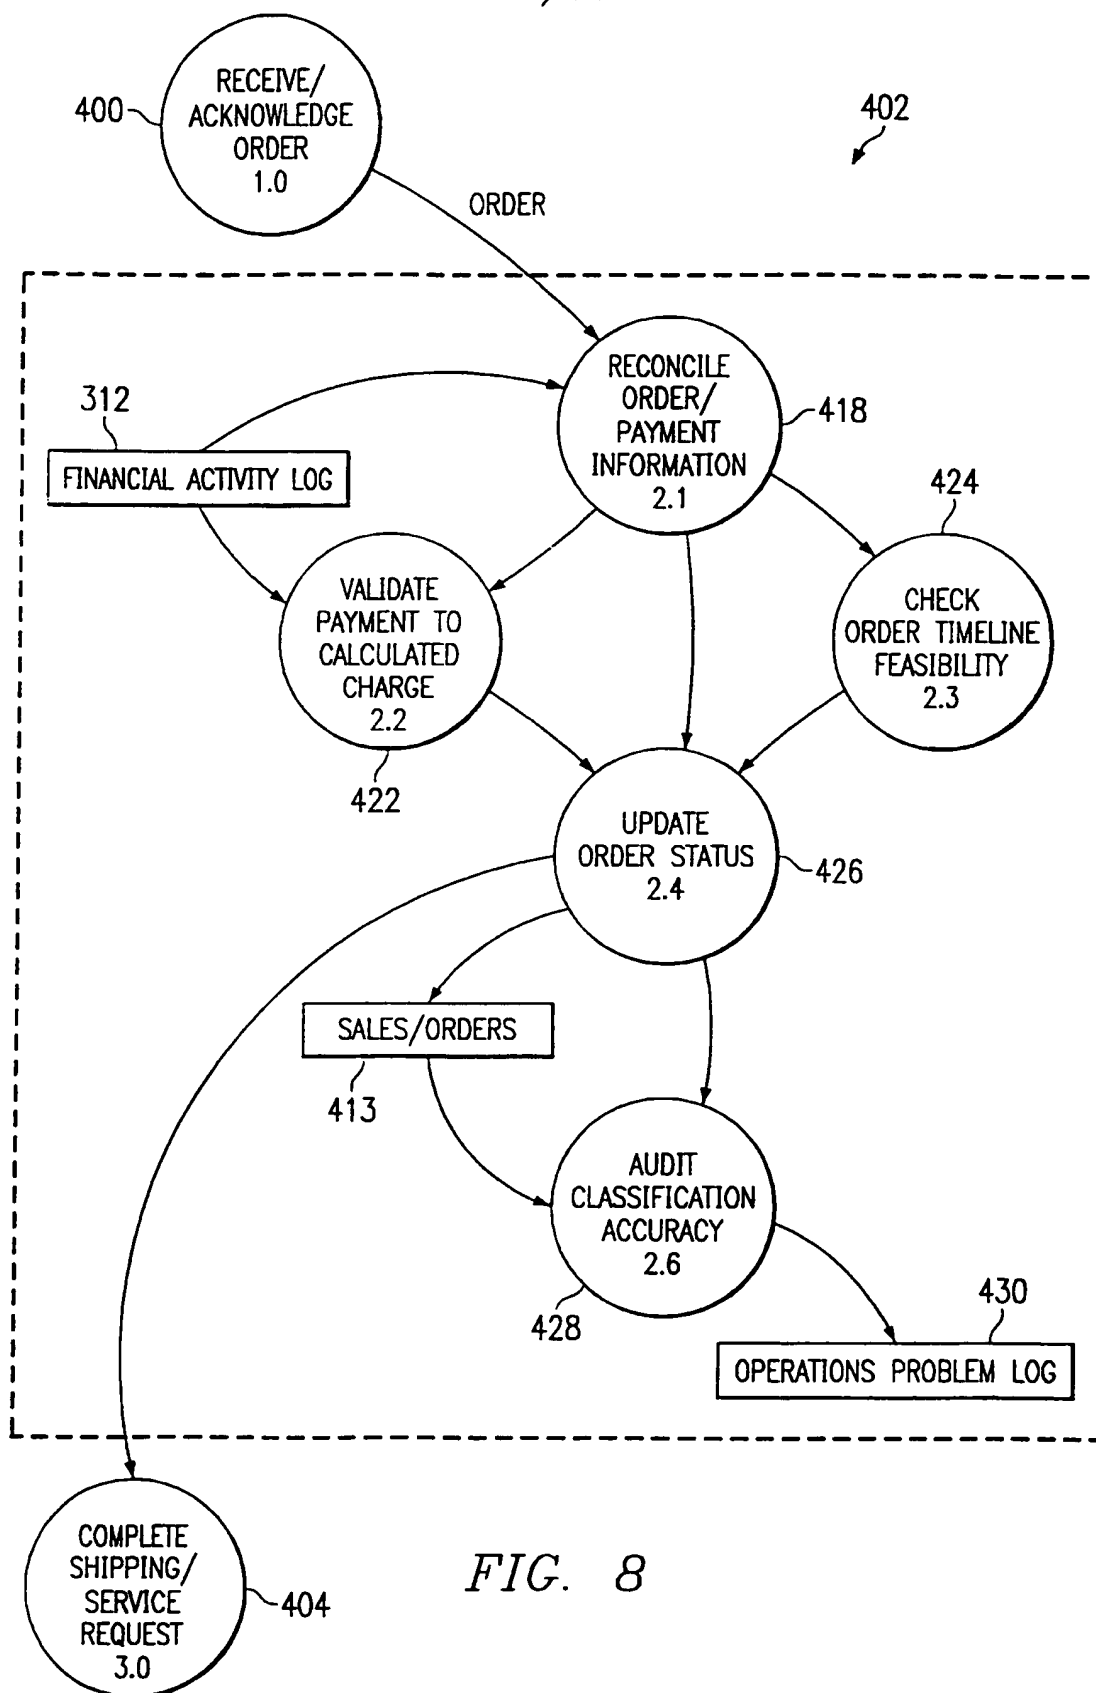 RECEIVE/
ACKNOWLEDGE
ORDER
1.0
400
402
ORDER
RECONCILE
ORDER/
PAYMENT
INFORMATION
2.1
418
312
FINANCIAL ACTIVITY LOG
424
CHECK
ORDER TIMELINE
FEASIBILITY
2.3
VALIDATE
PAYMENT TO
CALCULATED
CHARGE
2.2
422
UPDATE
ORDER STATUS
2.4
426
SALES/ORDERS
413
AUDIT
CLASSIFICATION
ACCURACY
2.6
428
430
OPERATIONS PROBLEM LOG
COMPLETE
SHIPPING/
SERVICE
REQUEST
3.0
404
FIG. 8